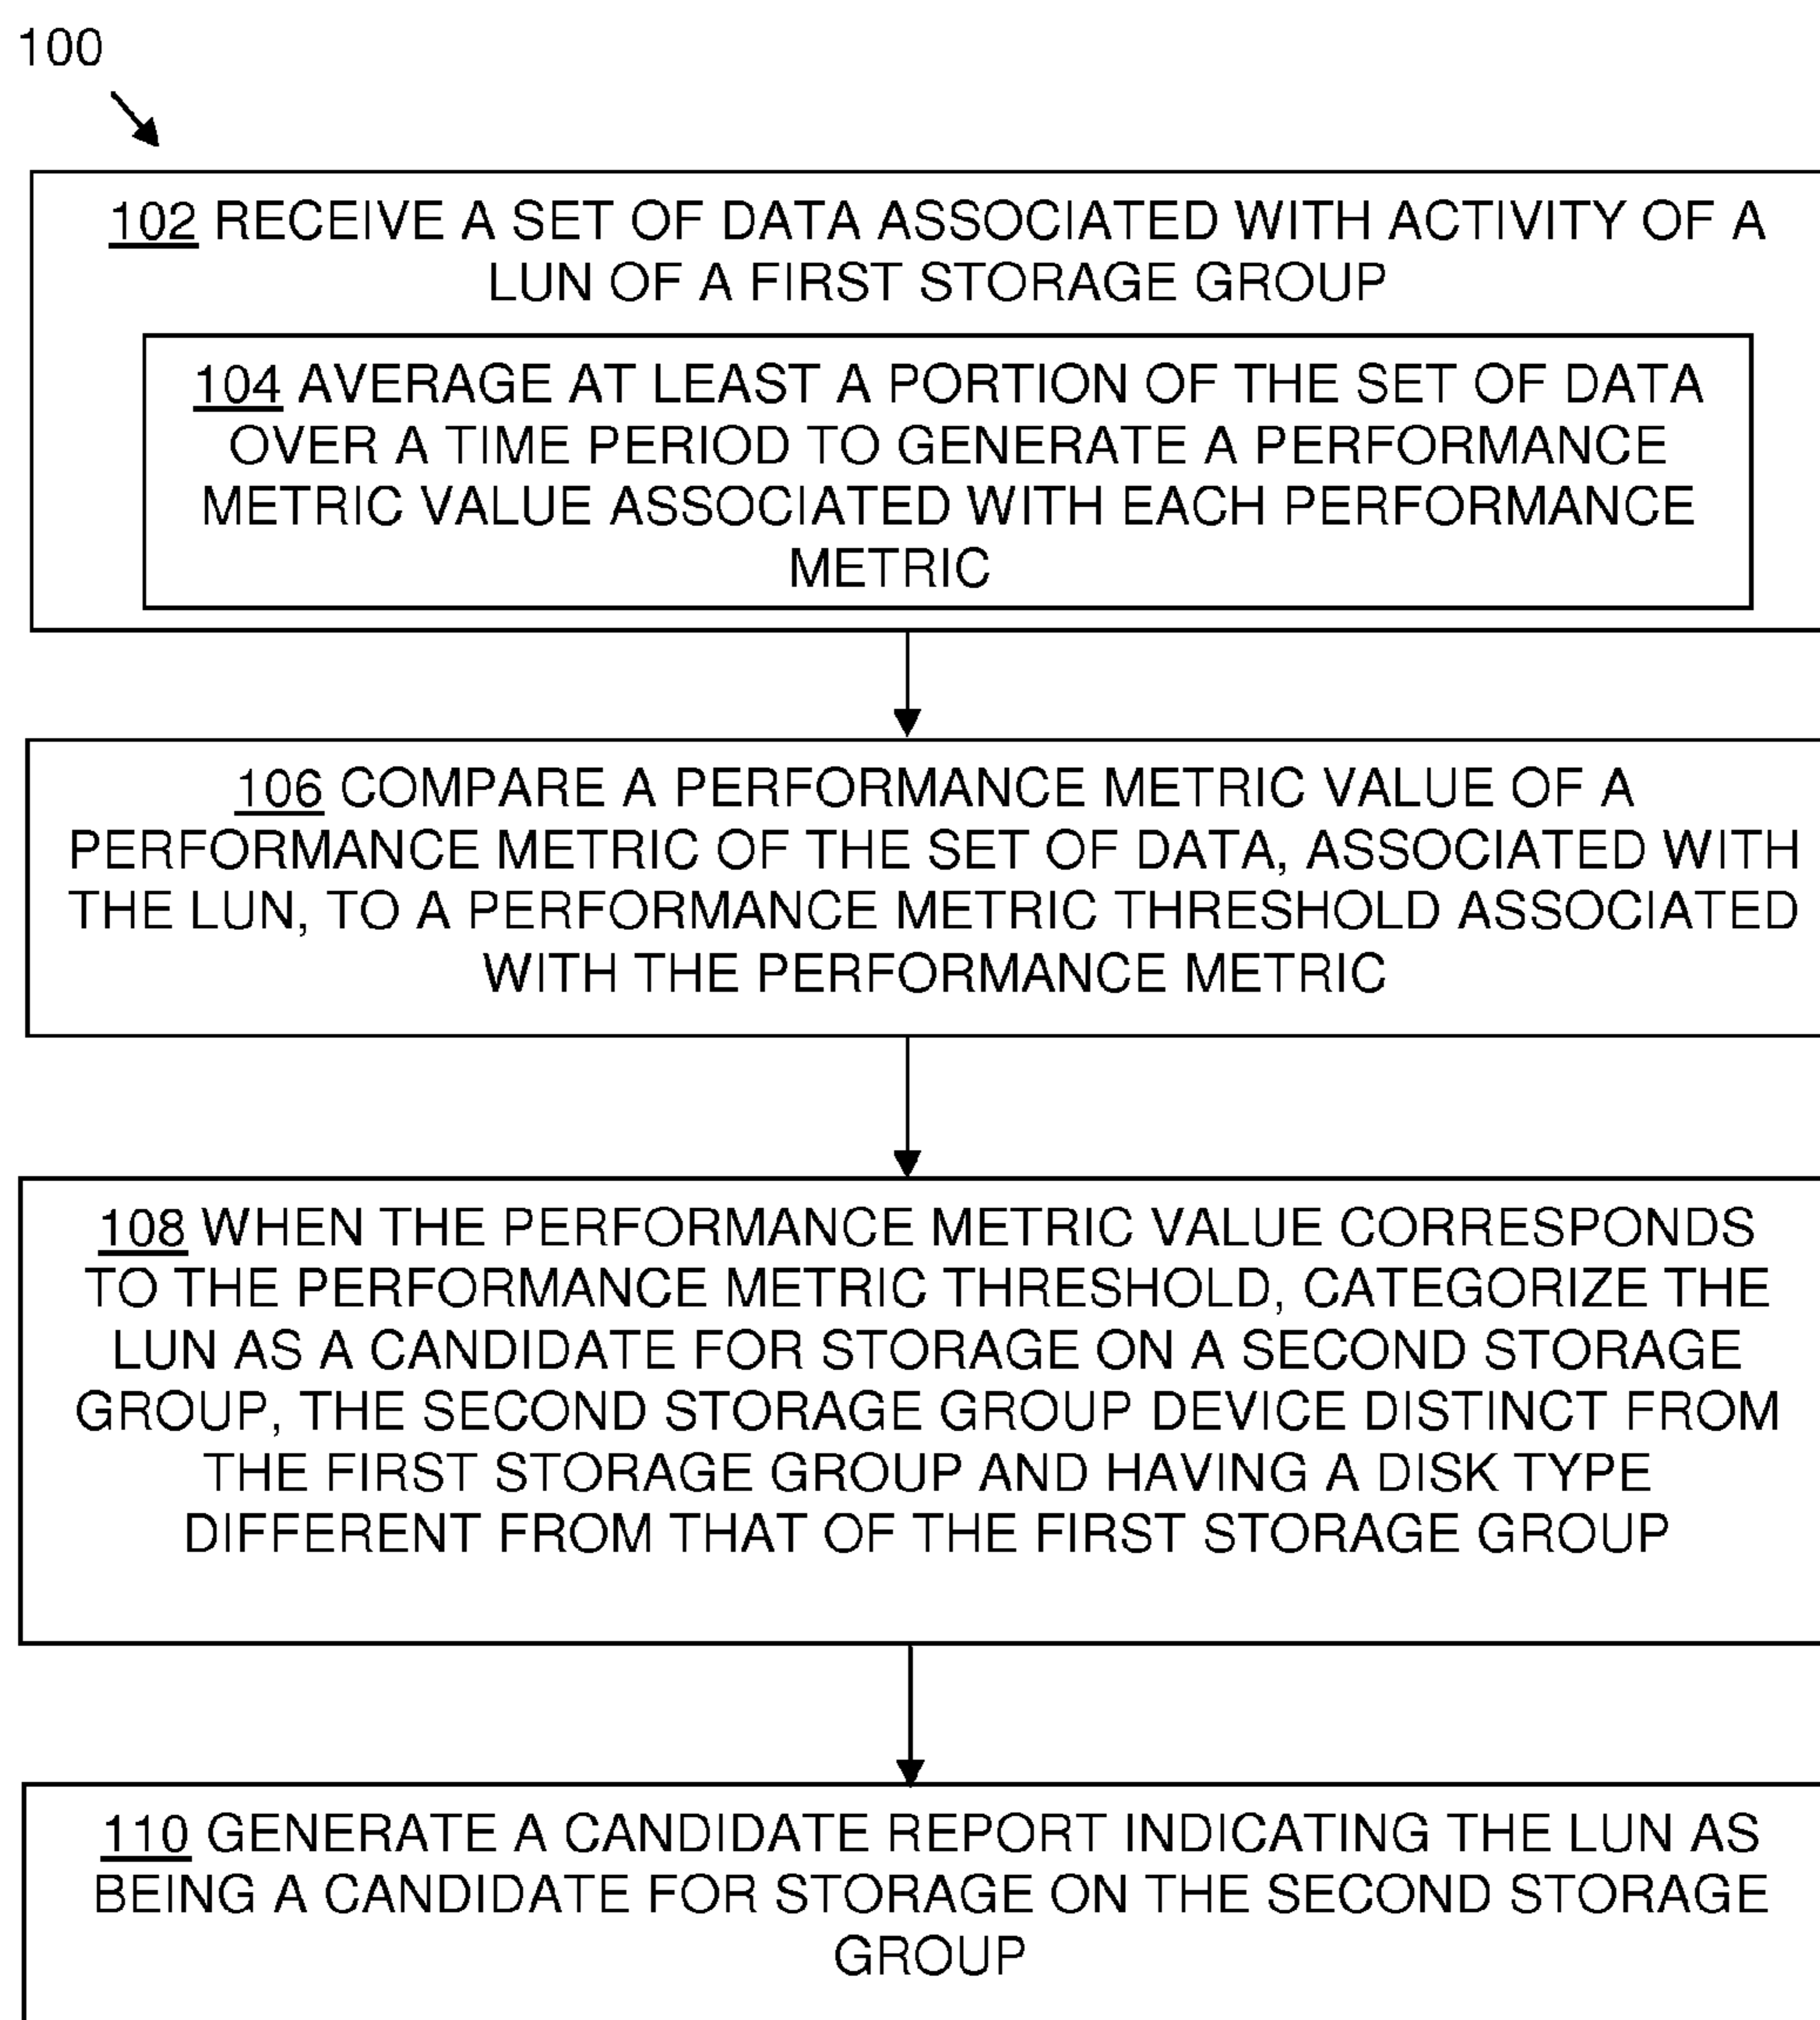 100
102 RECEIVE A SET OF DATA ASSOCIATED WITH ACTIVITY OF A
LUN OF A FIRST STORAGE GROUP
104 AVERAGE AT LEAST A PORTION OF THE SET OF DATA
OVER A TIME PERIOD TO GENERATE A PERFORMANCE
METRIC VALUE ASSOCIATED WITH EACH PERFORMANCE
METRIC
106 COMPARE A PERFORMANCE METRIC VALUE OF A
PERFORMANCE METRIC OF THE SET OF DATA, ASSOCIATED WITH
THE LUN, TO A PERFORMANCE METRIC THRESHOLD ASSOCIATED
WITH THE PERFORMANCE METRIC
108 WHEN THE PERFORMANCE METRIC VALUE CORRESPONDS
TO THE PERFORMANCE METRIC THRESHOLD, CATEGORIZE THE
LUN AS A CANDIDATE FOR STORAGE ON A SECOND STORAGE
GROUP, THE SECOND STORAGE GROUP DEVICE DISTINCT FROM
THE FIRST STORAGE GROUP AND HAVING A DISK TYPE
DIFFERENT FROM THAT OF THE FIRST STORAGE GROUP
110 GENERATE A CANDIDATE REPORT INDICATING THE LUN AS
BEING A CANDIDATE FOR STORAGE ON THE SECOND STORAGE
GROUP